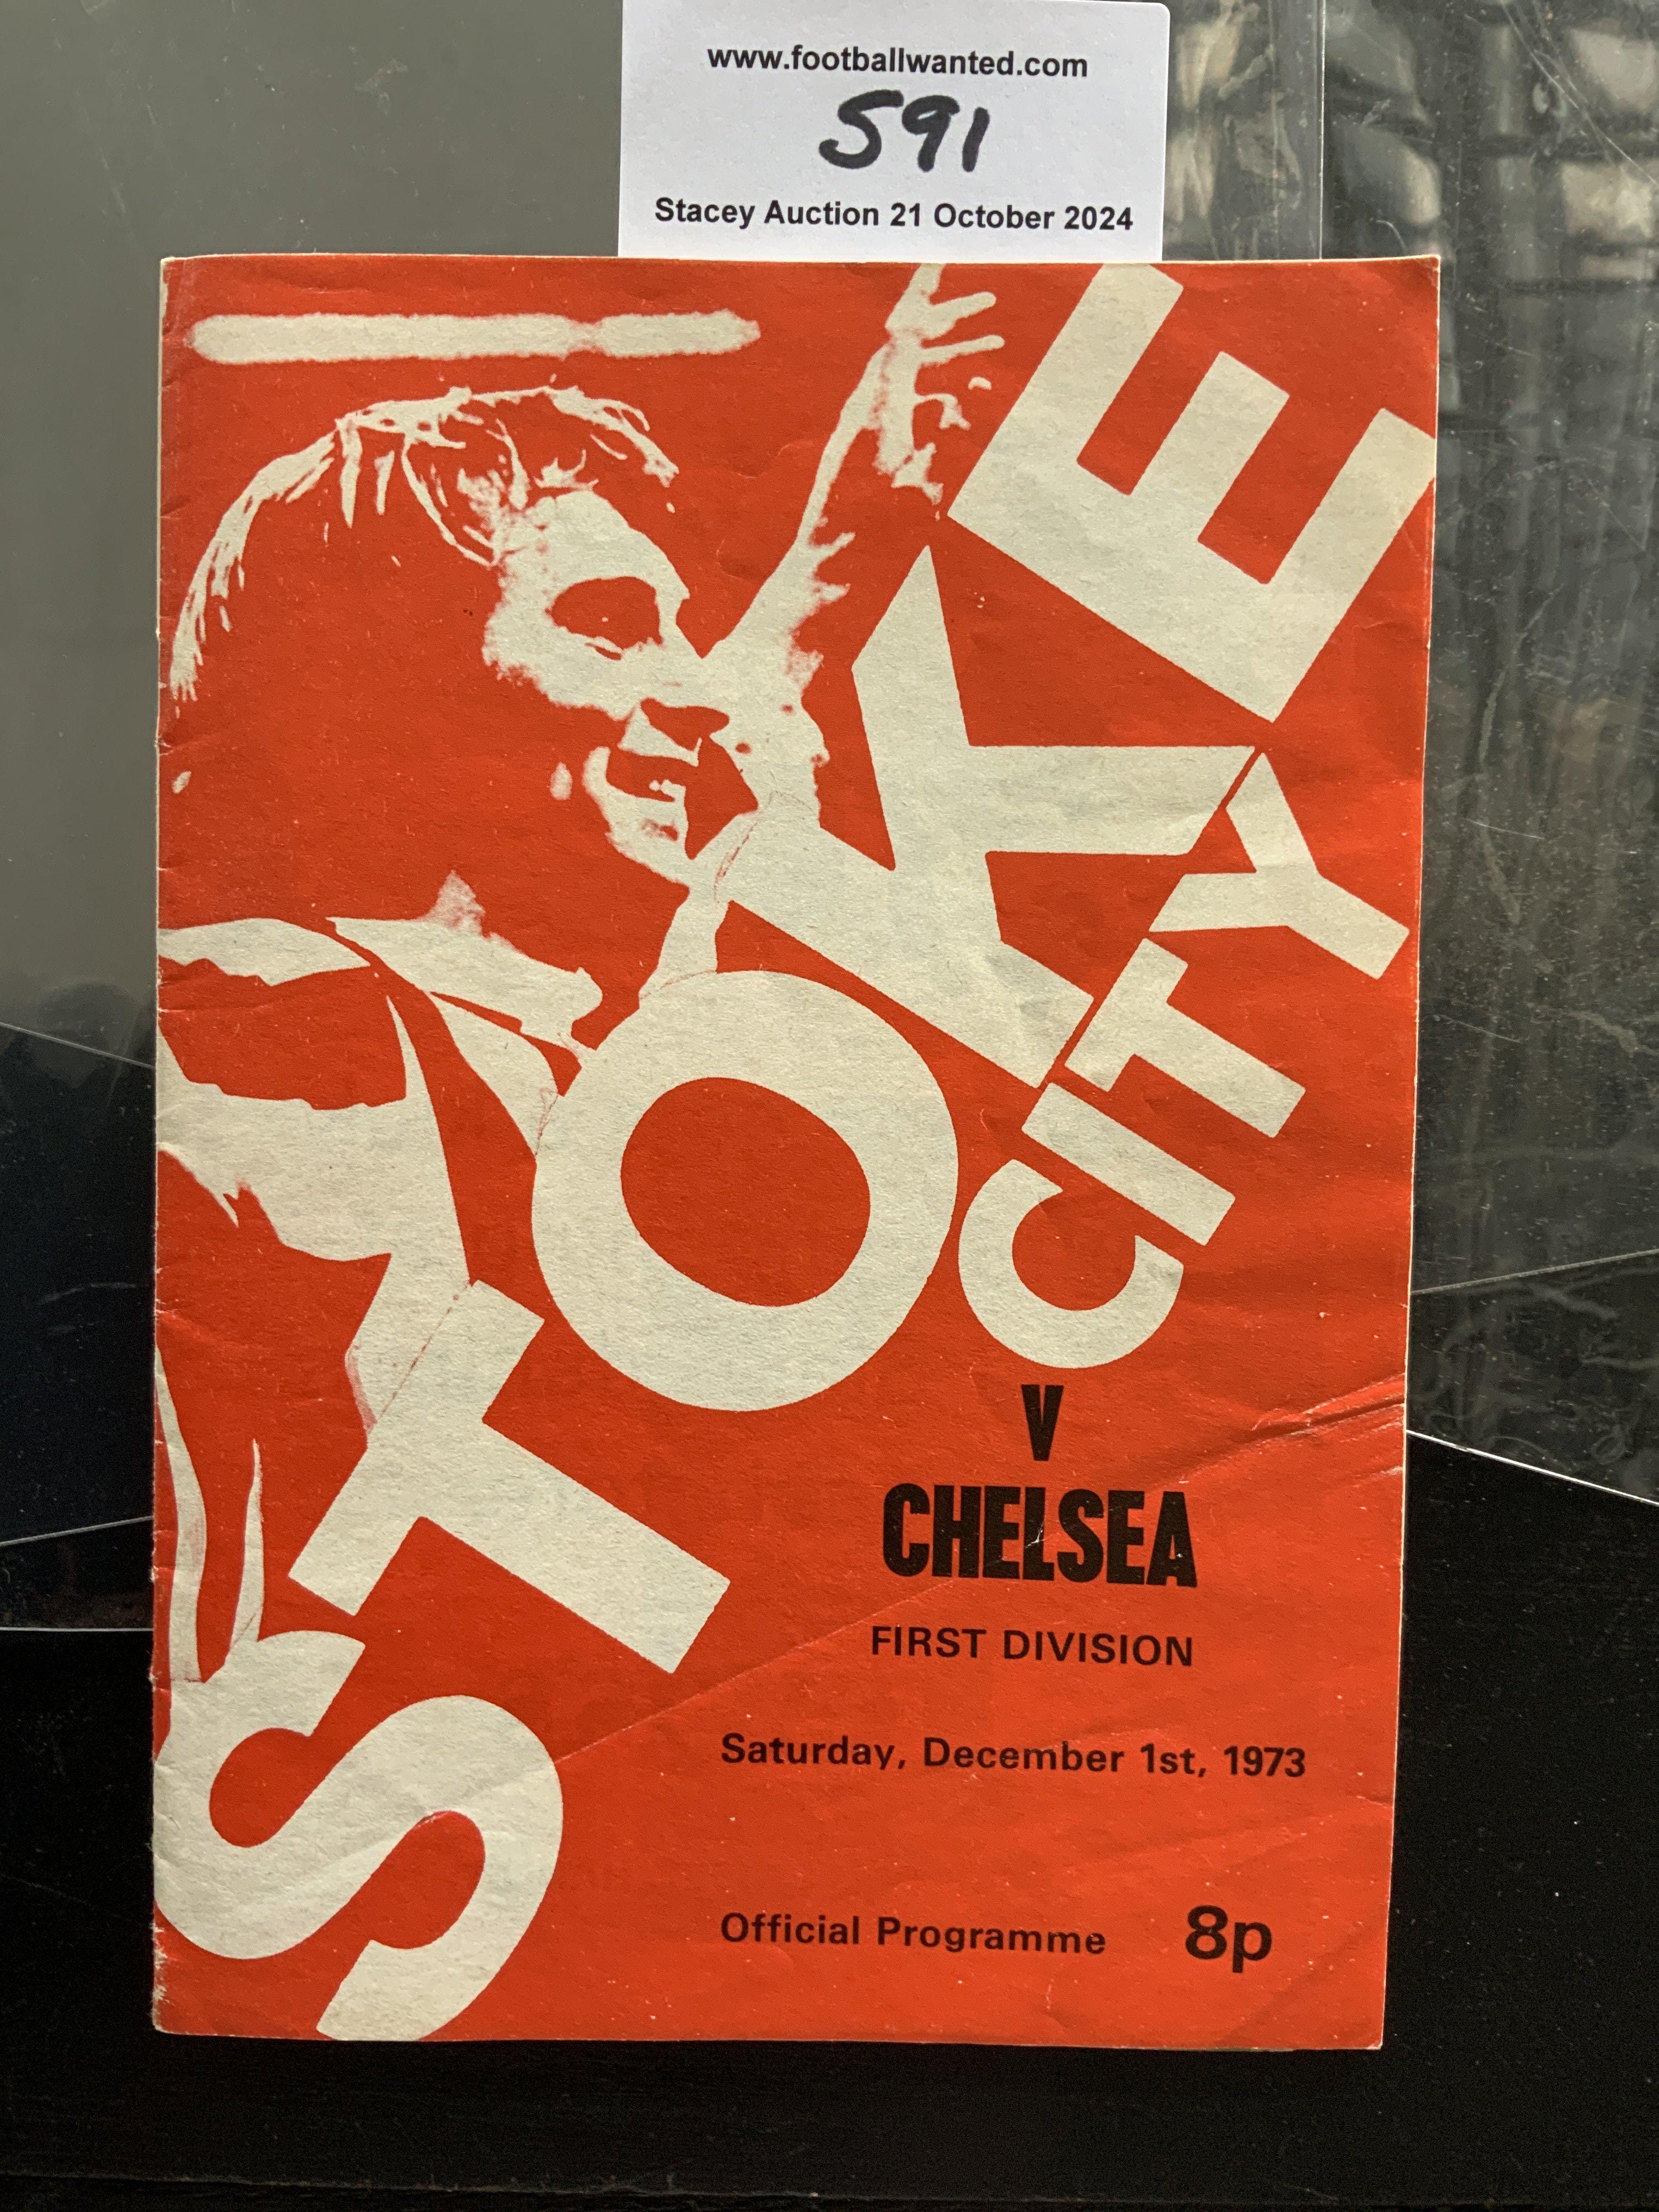 www.footballwanted.com
591
Stacey Auction 21 October 2024
STOKE
CITY
V
CHELSEA
FIRST DIVISION
Saturday, December 1st, 1973
Official Programme 8p